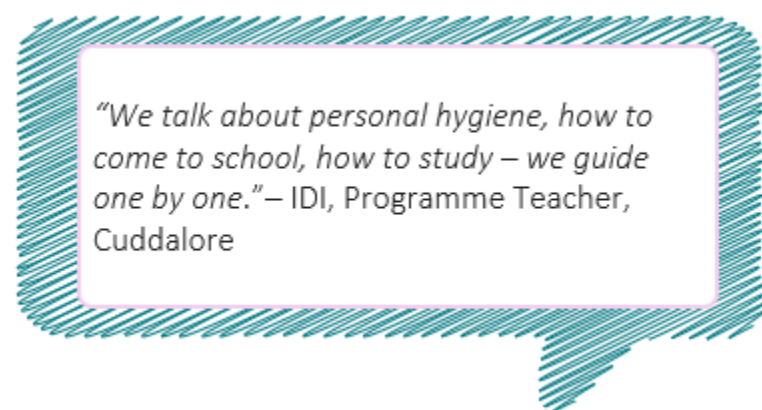 “We talk about personal hygiene, how to
come to school, how to study – we guide
one by one.”– IDI, Programme Teacher,
Cuddalore